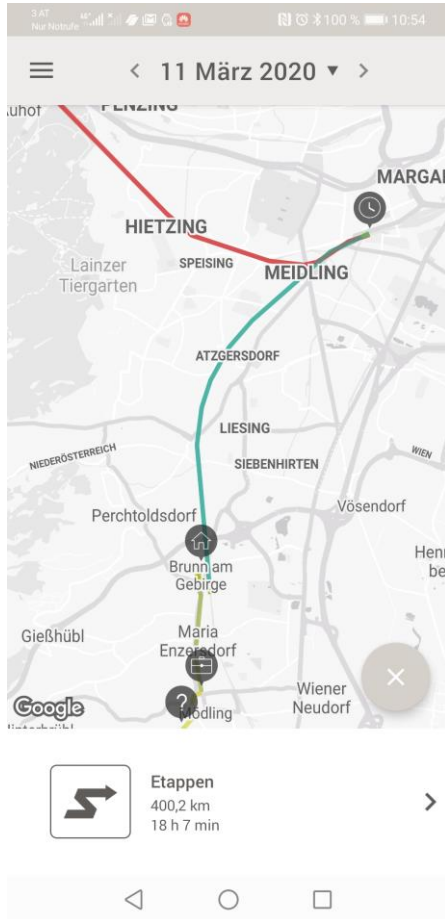 3 AT
Nur Notrufe
100 % 10:54
< 11 März 2020 ▼ >
uhof
PENZING
MARGA
HIETZING
Lainzer
Tiergarten
SPEISING
MEIDLING
ATZGERSDORF
LIESING
NIEDERÖSTERREICH
SIEBENHIRTEN
WIEN
Perchtoldsdorf
Vösendorf
Brunn am
Gebirge
Hen
be
Gießhübl
Maria
Enzersdorf
?
Mödling
Wiener
Neudorf
Google
Etappen
400,2 km
18 h 7 min